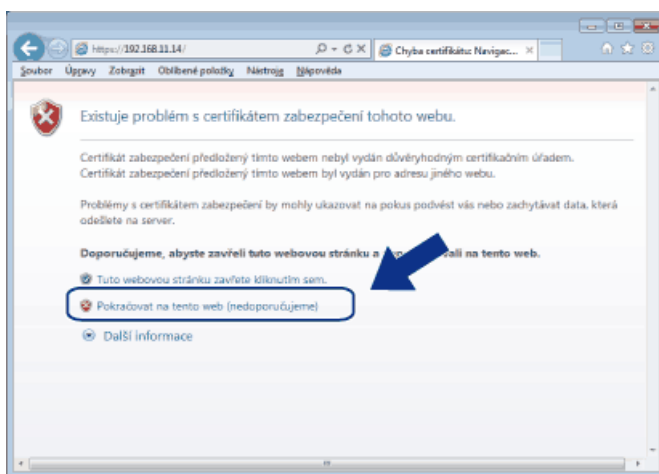 https://192.168.11.14/
Chyba certifikátu: Navigac...
Soubor Úpravy Zobrazit Oblíbené položky Nástroje Nápověda
Existuje problém s certifikátem zabezpečení tohoto webu.
Certifikát zabezpečení předložený tímto webem nebyl vydán důvěryhodným certifikačním úřadem.
Certifikát zabezpečení předložený tímto webem byl vydán pro adresu jiného webu.
Problémy s certifikátem zabezpečení by mohly ukazovat na pokus podvést vás nebo zachytávat data, která
odešlete na server.
Doporučujeme, abyste zavřeli tuto webovou stránku a na tento web.
Tuto webovou stránku zavřete kliknutím sem.
Pokračovat na tento web (nedoporučujeme)
Další informace